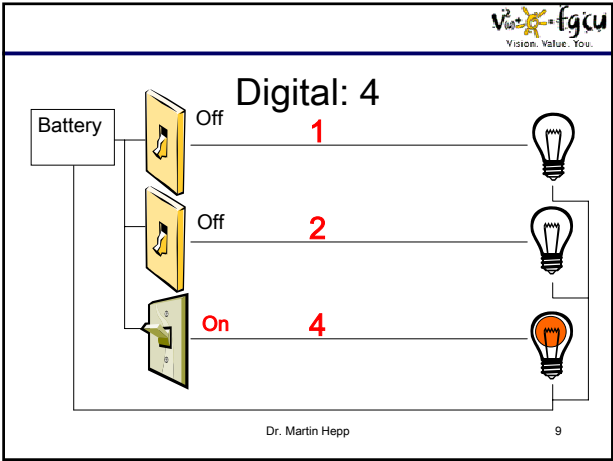 fgcu
Vision. Value. You.
Digital: 4
Battery
Off
1
Off
2
On
4
Dr. Martin Hepp
9